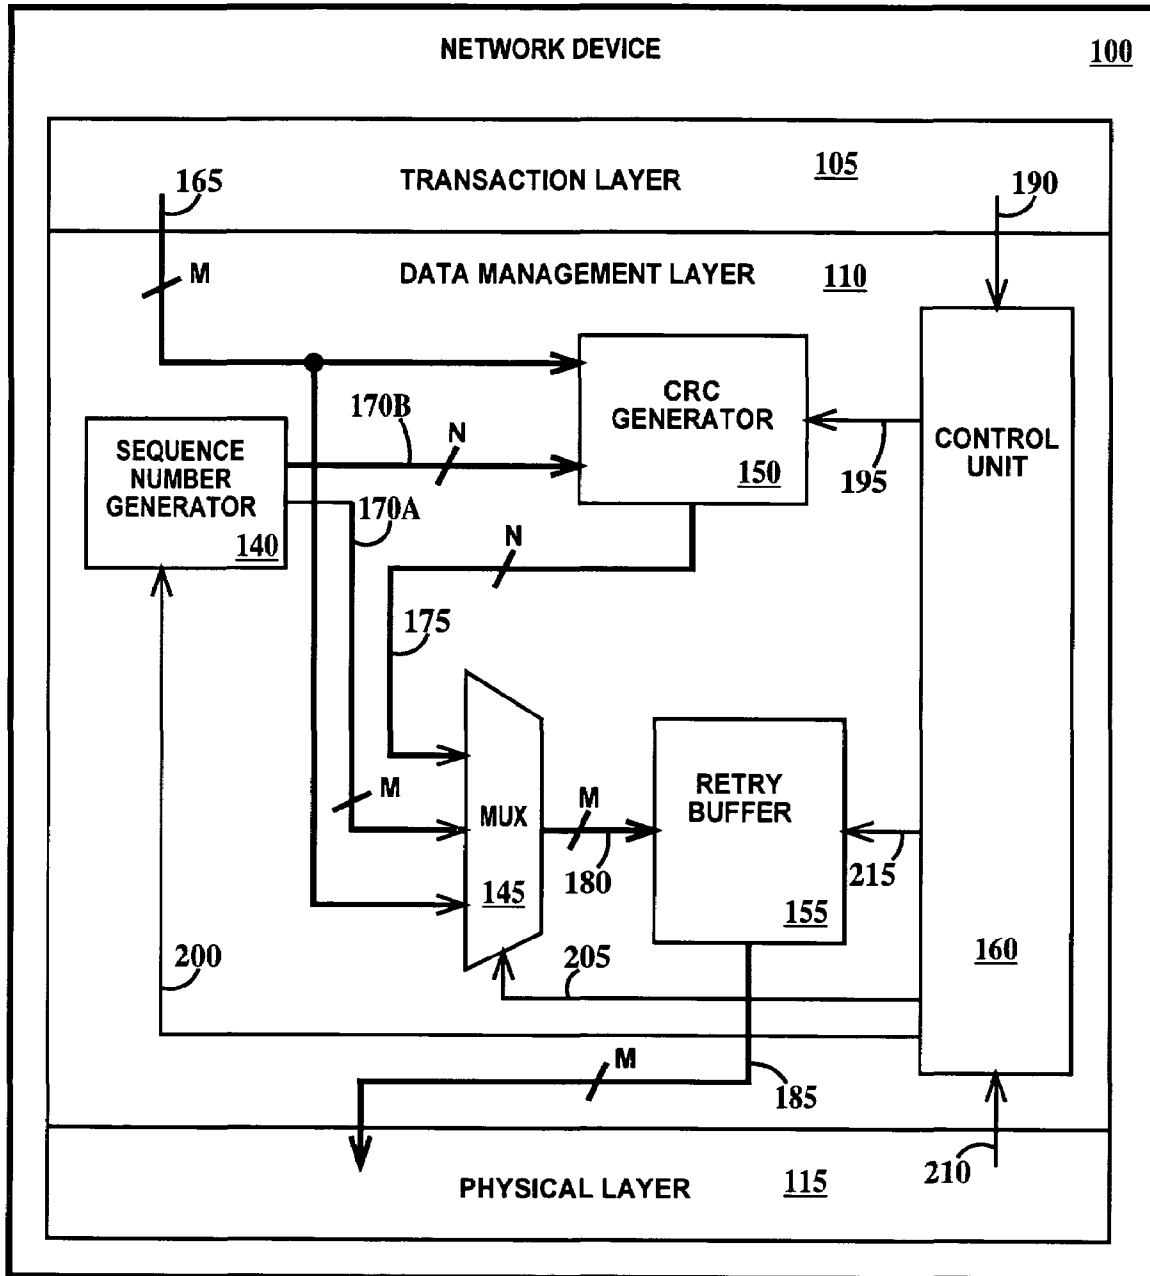 NETWORK DEVICE
100
TRANSACTION LAYER
105
165
190
M
DATA MANAGEMENT LAYER
110
CRC
GENERATOR
150
170B
N
SEQUENCE
NUMBER
GENERATOR
140
170A
195
CONTROL
UNIT
N
175
M
MUX
145
M
180
RETRY
BUFFER
155
215
200
205
160
M
185
210
PHYSICAL LAYER
115